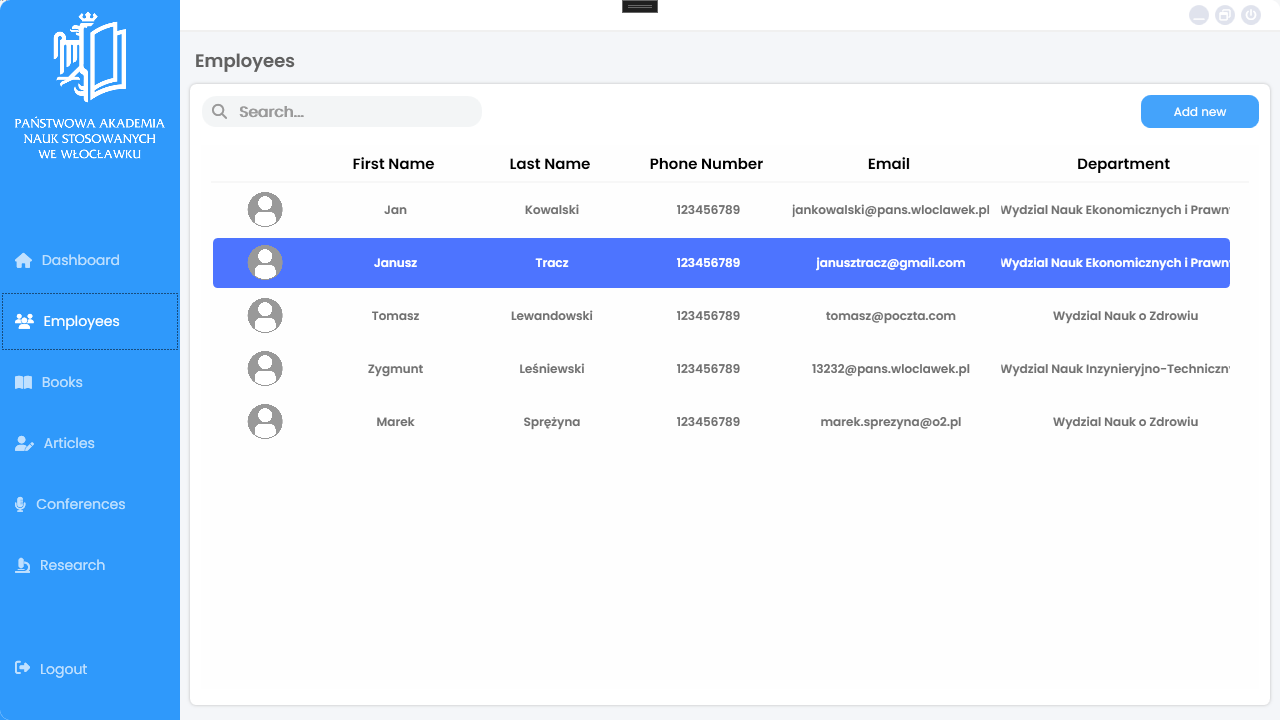 PAŃSTWOWA AKADEMIA
NAUK STOSOWANYCH
WE WŁOCŁAWKU
Dashboard
Employees
Books
Articles
Conferences
Research
Logout
Employees
Search...
Add new
First Name Last Name Phone Number Email Department
Jan Kowalski 123456789 jankowalski@pans.wloclawek.pl Wydzial Nauk Ekonomicznych i Prawn
Janusz Tracz 123456789 janusztracz@gmail.com Wydzial Nauk Ekonomicznych i Prawn
Tomasz Lewandowski 123456789 tomasz@poczta.com Wydzial Nauk o Zdrowiu
Zygmunt Leśniewski 123456789 13232@pans.wloclawek.pl Wydzial Nauk Inzynieryjno-Techniczn
Marek Sprężyna 123456789 marek.sprezyna@o2.pl Wydzial Nauk o Zdrowiu